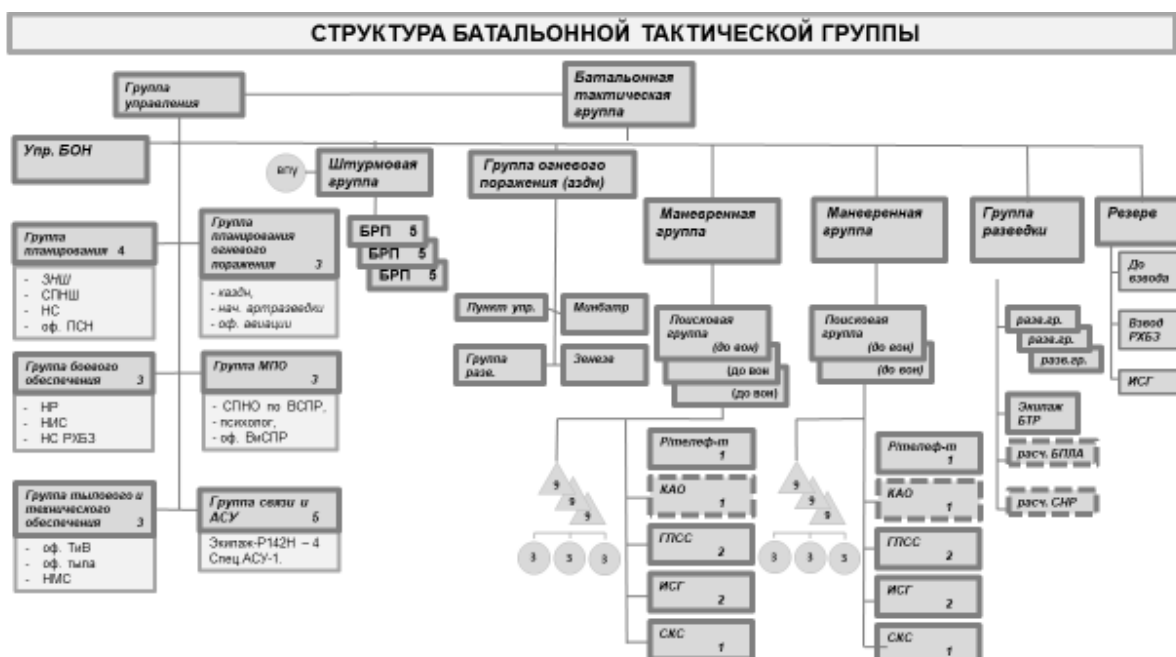 СТРУКТУРА БАТАЛЬОННОЙ ТАКТИЧЕСКОЙ ГРУППЫ
Группа
управления
Батальонная
тактическая
группа
Упр. БОН
ВПУ
Штурмовая
группа
Группа огневого
поражения (аздн)
Маневренная
группа
Маневренная
группа
Группа
разведки
Резерв
БРП 5
БРП 5
БРП 5
Группа
планирования 4
- ЗНШ
- СПНШ
- НС
- оф. ПСН
Группа
планирования
огневого
поражения 3
- каздн,
- нач. артразведки
- оф. авиации
Группа боевого
обеспечения 3
- НР
- НИС
- НС РХБЗ
Группа МПО
3
- СПНО по ВСПР,
- психолог,
- оф. ВиСПР
Группа тылового и
технического
обеспечения 3
- оф. ТиВ
- оф. тыла
- НМС
Группа связи и
АСУ 5
Экипаж-Р142Н – 4
Спец.АСУ-1.
Пункт упр.
Минбатр
Группа
разв.
Поисковая
группа
(до вон)
(до вон
(до вон)
Поисковая
группа
(до вон)
(до вон)
разв.гр.
разв.гр.
разв.гр.
Экипаж
БТР
расч. БПЛА
расч. СНР
До
взвода
Взвод
РХБЗ
ИСГ
9
9
9
3 3 3
Р/телеф-т
1
КАО
1
ГПСС
2
ИСГ
2
СКС
1
9
9
9
3 3 3
Р/телеф-т
1
КАО
1
ГПСС
2
ИСГ
2
СКС
1